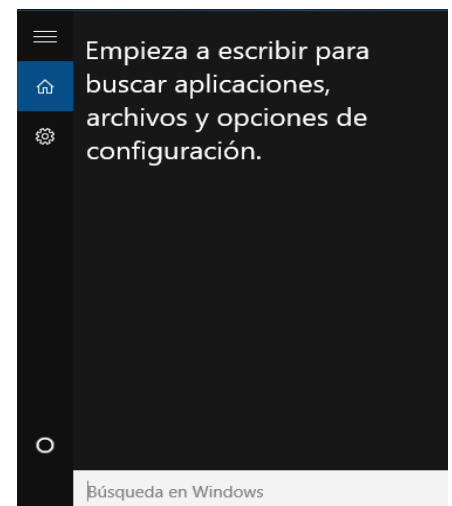 Empieza a escribir para
buscar aplicaciones,
archivos y opciones de
configuración.
Búsqueda en Windows